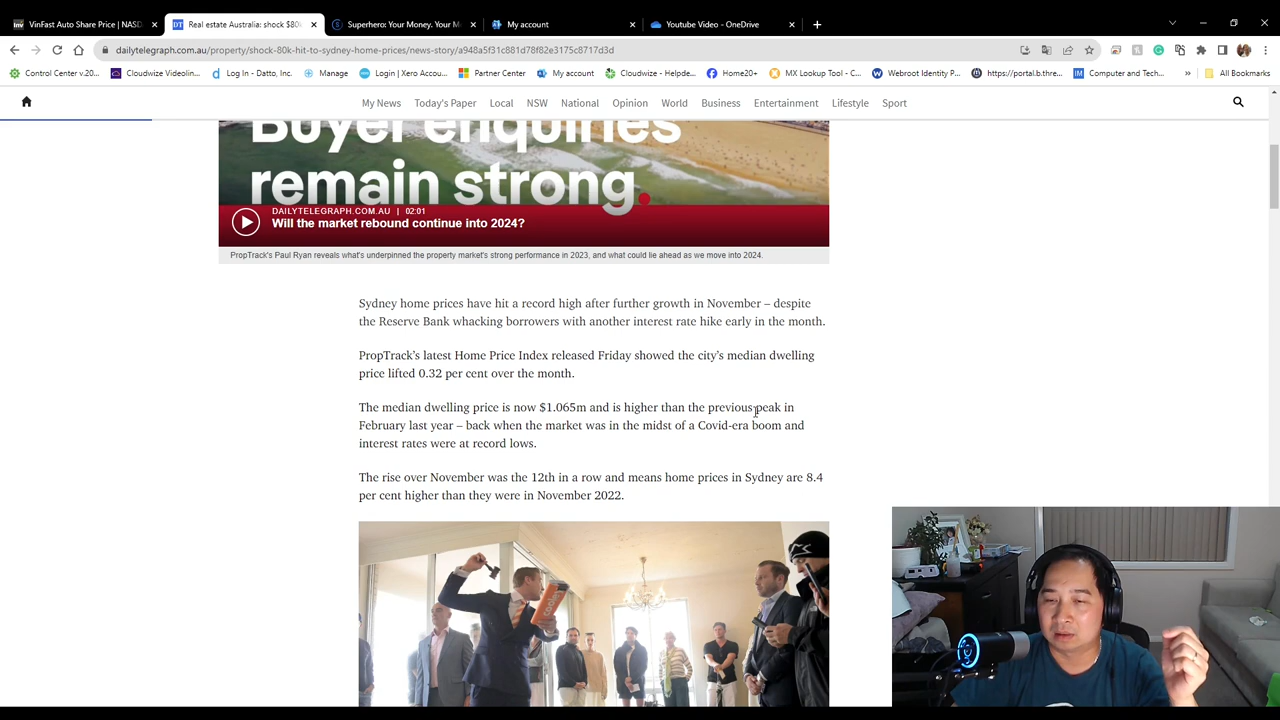 VinFast Auto Share Price | NASD
Real estate Australia: shock $80k
Superhero: Your Money. Your M
My account
Youtube Video - OneDrive
dailytelegraph.com.au/property/shock-80k-hit-to-sydney-home-prices/news-story/a948a5f31c881d78f82e3175c8717d3d
Control Center v.20...
Cloudwize Videolin...
Log In - Datto, Inc.
Manage
Login | Xero Accou...
Partner Center
My account
Cloudwize - Helpde...
Home20+
MX Lookup Tool - C...
Webroot Identity P...
https://portal.b.thre...
Computer and Tech...
All Bookmarks
My News Today's Paper Local NSW National Opinion World Business Entertainment Lifestyle Sport
Buyer enquiries
remain strong.
DAILYTELEGRAPH.COM.AU | 02:01
Will the market rebound continue into 2024?
PropTrack's Paul Ryan reveals what's underpinned the property market's strong performance in 2023, and what could lie ahead as we move into 2024.
Sydney home prices have hit a record high after further growth in November – despite
the Reserve Bank whacking borrowers with another interest rate hike early in the month.
PropTrack's latest Home Price Index released Friday showed the city's median dwelling
price lifted 0.32 per cent over the month.
The median dwelling price is now $1.065m and is higher than the previous peak in
February last year – back when the market was in the midst of a Covid-era boom and
interest rates were at record lows.
The rise over November was the 12th in a row and means home prices in Sydney are 8.4
per cent higher than they were in November 2022.